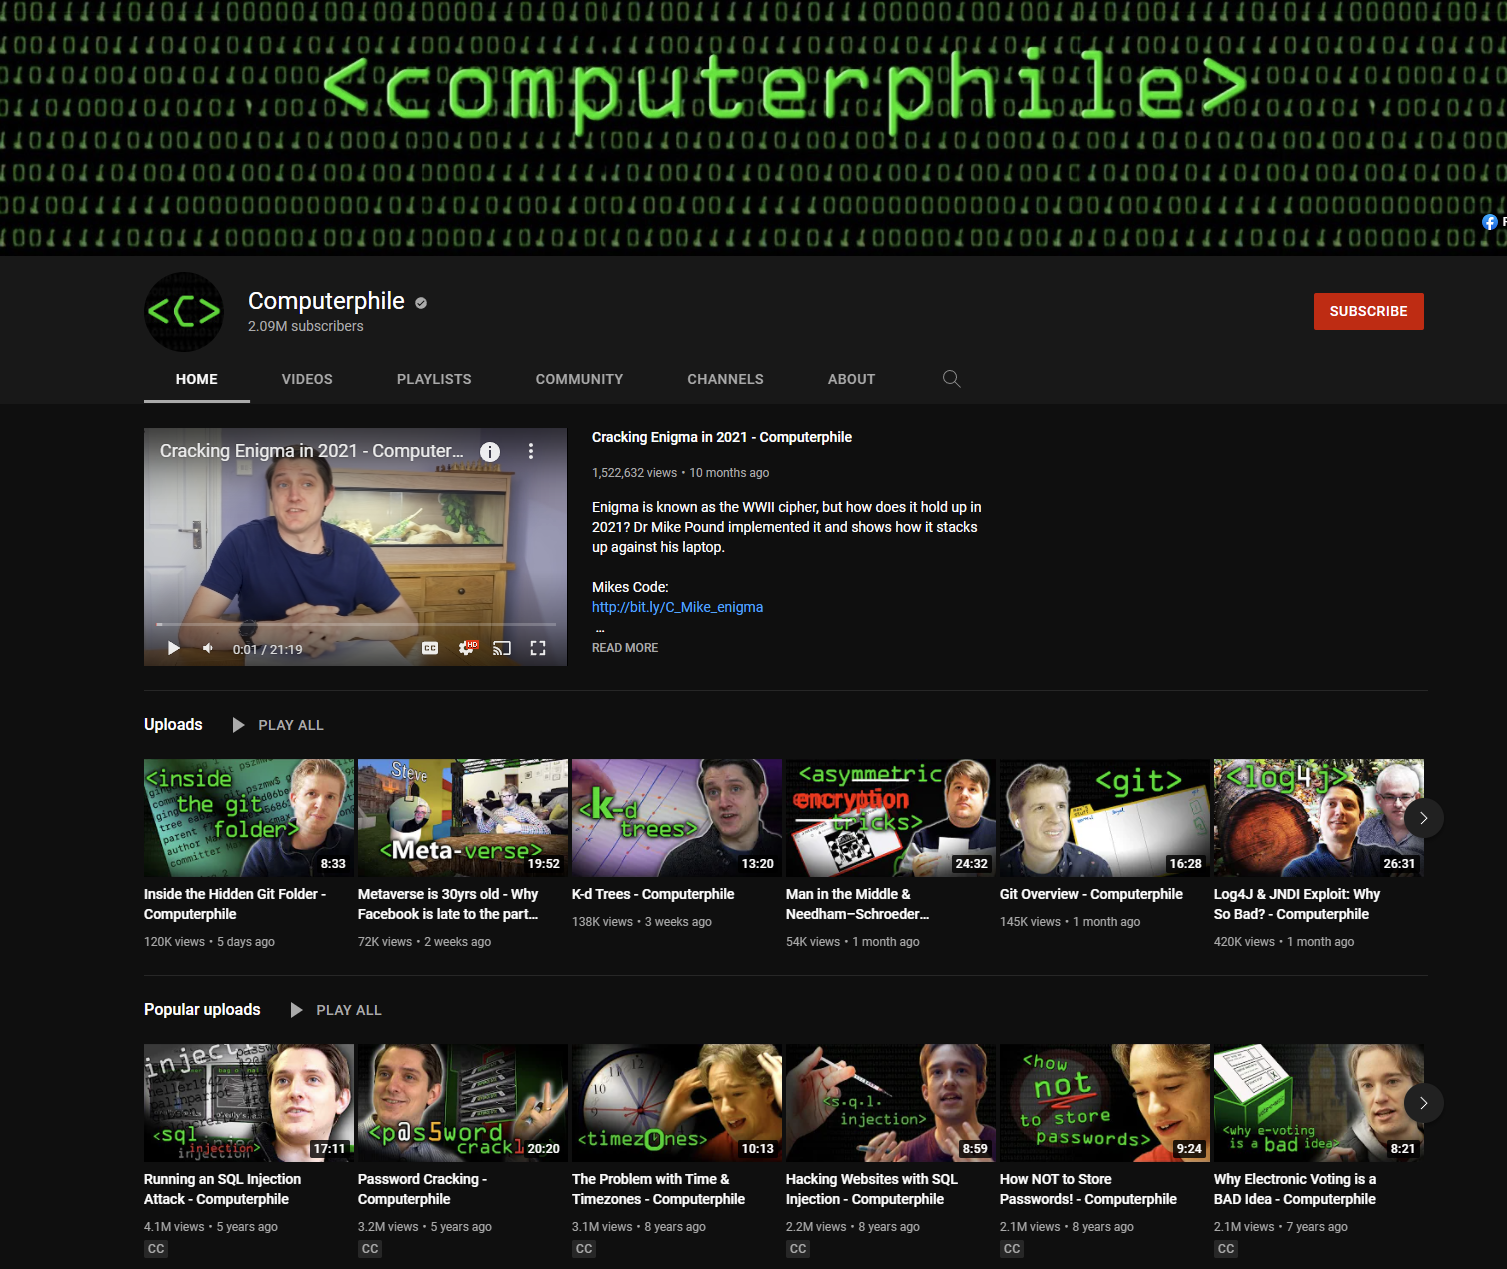 <computerphile>
F
<C>
Computerphile
2.09M subscribers
SUBSCRIBE
HOME
VIDEOS
PLAYLISTS
COMMUNITY
CHANNELS
ABOUT
Cracking Enigma in 2021 - Computer...
0:01 / 21:19
CC
HD
Cracking Enigma in 2021 - Computerphile
1,522,632 views • 10 months ago
Enigma is known as the WWII cipher, but how does it hold up in
2021? Dr Mike Pound implemented it and shows how it stacks
up against his laptop.
Mikes Code:
http://bit.ly/C_Mike_enigma
...
READ MORE
Uploads
PLAY ALL
<inside
the git
folder>
8:33
Inside the Hidden Git Folder -
Computerphile
120K views • 5 days ago
Steve
<Meta-verse>
19:52
Metaverse is 30yrs old - Why
Facebook is late to the part...
72K views • 2 weeks ago
<k-d
trees>
13:20
K-d Trees - Computerphile
138K views • 3 weeks ago
<asymmetric
encryption
tricks>
24:32
Man in the Middle &
Needham–Schroeder...
54K views • 1 month ago
<git>
16:28
Git Overview - Computerphile
145K views • 1 month ago
<log4j>
26:31
Log4J & JNDI Exploit: Why
So Bad? - Computerphile
420K views • 1 month ago
Popular uploads
PLAY ALL
<sql
injection>
17:11
Running an SQL Injection
Attack - Computerphile
4.1M views • 5 years ago
CC
<p@s5word
crack
20:20
Password Cracking -
Computerphile
3.2M views • 5 years ago
CC
<timezOnes>
10:13
The Problem with Time &
Timezones - Computerphile
3.1M views • 8 years ago
CC
<s.q.l.
injection>
8:59
Hacking Websites with SQL
Injection - Computerphile
2.2M views • 8 years ago
CC
<how
not
to store
passwords>
9:24
How NOT to Store
Passwords! - Computerphile
2.1M views • 8 years ago
CC
<why e-voting
is a bad idea>
8:21
Why Electronic Voting is a
BAD Idea - Computerphile
2.1M views • 7 years ago
CC